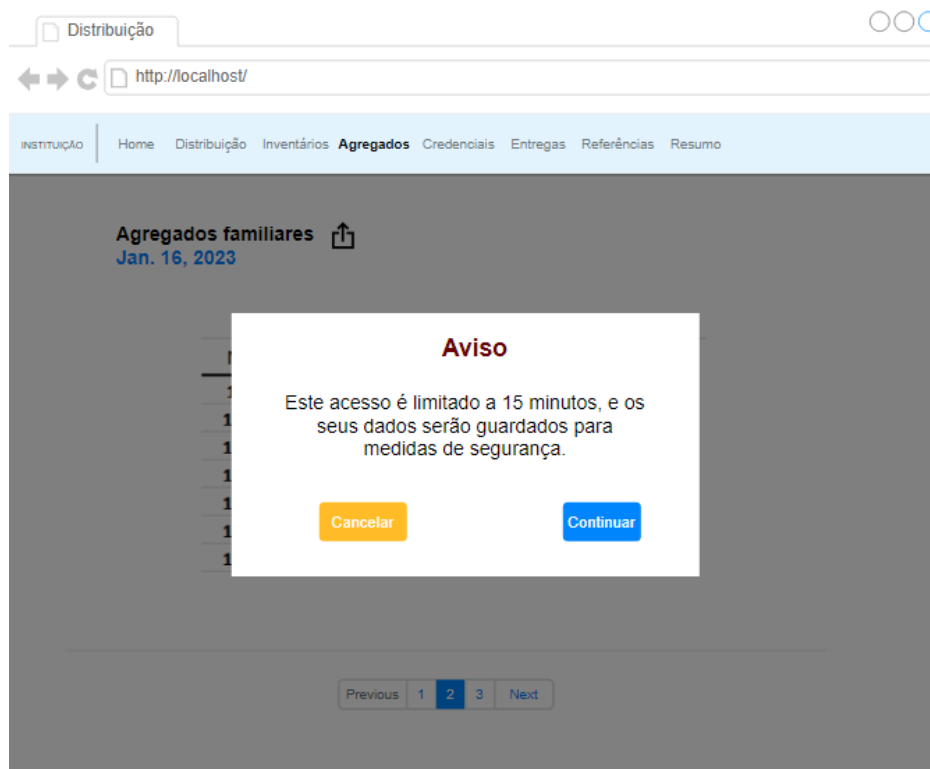 Distribuição
http://localhost/
INSTITUIÇÃO Home Distribuição Inventários Agregados Credenciais Entregas Referências Resumo
Agregados familiares
Jan. 16, 2023
Aviso
Este acesso é limitado a 15 minutos, e os
seus dados serão guardados para
medidas de segurança.
Cancelar Continuar
Previous 1 2 3 Next